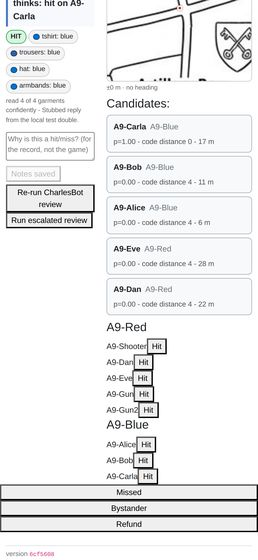 thinks: hit on A9-
Carla
HIT
tshirt: blue
trousers: blue
hat: blue
armbands: blue
read 4 of 4 garments
confidently - Stubbed reply
from the local test double.
Why is this a hit/miss? (for
the record, not the game)
Notes saved
Re-run CharlesBot
review
Run escalated review
±0 m · no heading
Candidates:
A9-Carla A9-Blue
p=1.00 - code distance 0 - 17 m
A9-Bob A9-Blue
p=0.00 - code distance 4 - 11 m
A9-Alice A9-Blue
p=0.00 - code distance 4 - 6 m
A9-Eve A9-Red
p=0.00 - code distance 4 - 28 m
A9-Dan A9-Red
p=0.00 - code distance 4 - 22 m
A9-Red
A9-Shooter Hit
A9-Dan Hit
A9-Eve Hit
A9-Gun Hit
A9-Gun2 Hit
A9-Blue
A9-Alice Hit
A9-Bob Hit
A9-Carla Hit
Missed
Bystander
Refund
version 6cf5608